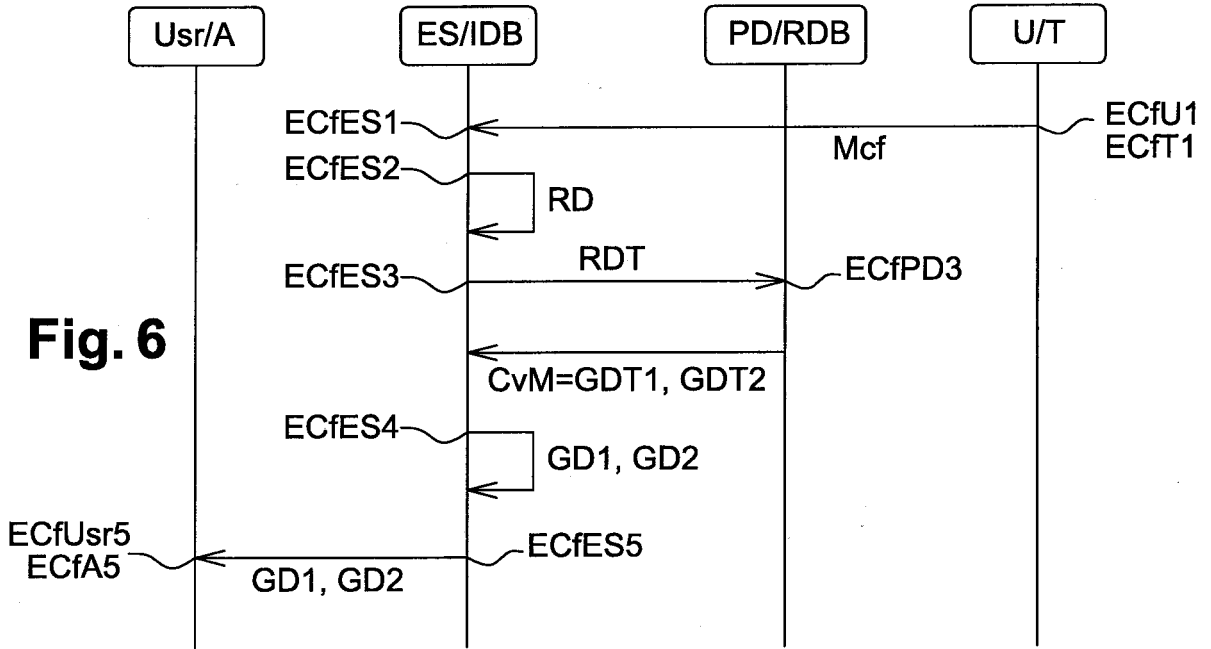 Usr/A
ES/IDB
PD/RDB
U/T
ECfES1
ECfU1
ECfT1
Mcf
ECfES2
RD
RDT
ECfES3
ECfPD3
Fig. 6
CvM=GDT1, GDT2
ECfES4
GD1, GD2
ECfUsr5
ECfA5
ECfES5
GD1, GD2